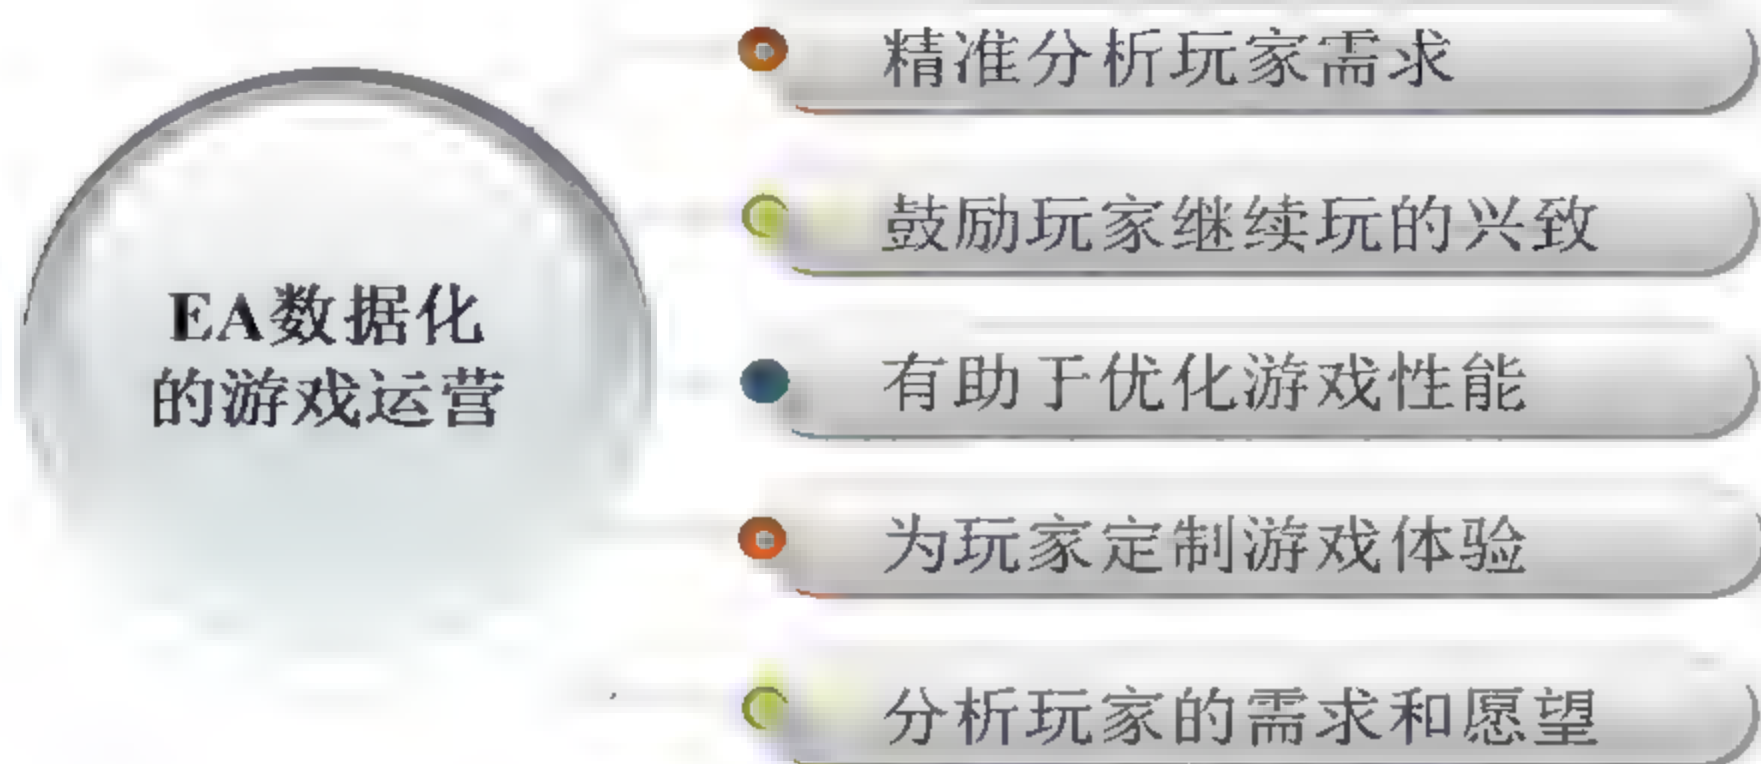 EA数据化
的游戏运营
精准分析玩家需求
鼓励玩家继续玩的兴致
有助于优化游戏性能
为玩家定制游戏体验
分析玩家的需求和愿望